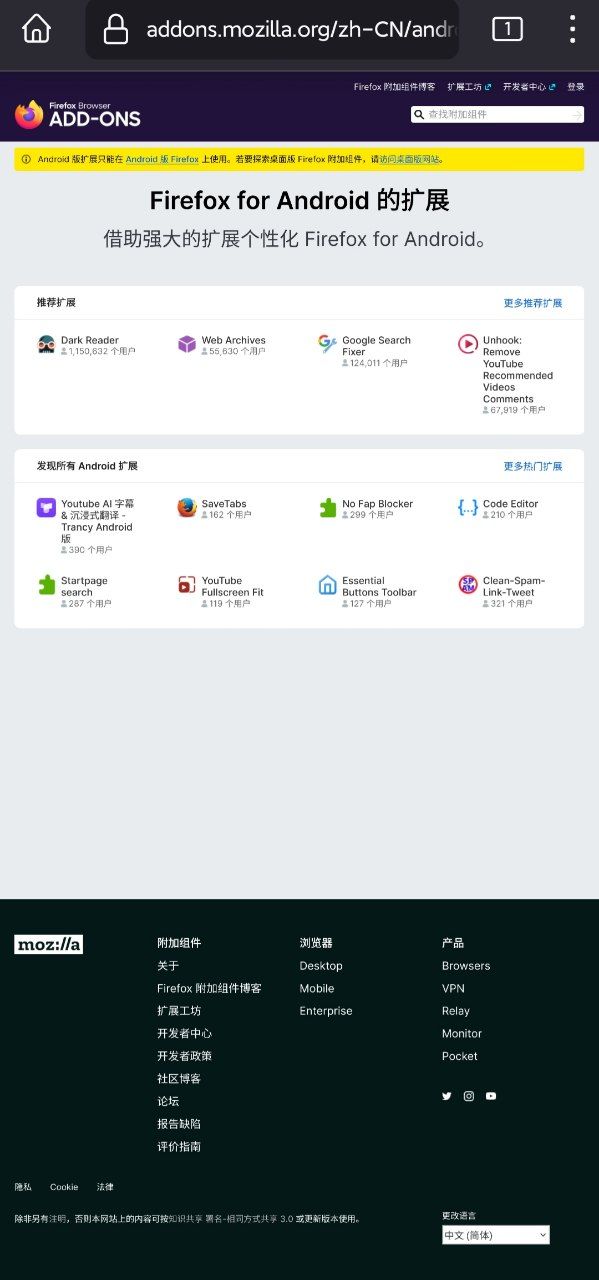 addons.mozilla.org/zh-CN/andr
1
Firefox 附加组件博客 扩展工坊 开发者中心 登录
Firefox Browser
ADD-ONS
查找附加组件
Android 版扩展只能在 Android 版 Firefox 上使用。若要探索桌面版 Firefox 附加组件，请访问桌面版网站。
Firefox for Android 的扩展
借助强大的扩展个性化 Firefox for Android。
推荐扩展
更多推荐扩展
Dark Reader
1,150,632 个用户
Web Archives
55,630 个用户
Google Search
Fixer
124,011 个用户
Unhook:
Remove
YouTube
Recommended
Videos
Comments
67,919 个用户
发现所有 Android 扩展
更多热门扩展
Youtube AI 字幕
& 沉浸式翻译 -
Trancy Android
版
390 个用户
SaveTabs
162 个用户
No Fap Blocker
299 个用户
Code Editor
210 个用户
Startpage
search
287 个用户
YouTube
Fullscreen Fit
119 个用户
Essential
Buttons Toolbar
127 个用户
SPAM
Clean-Spam-
Link-Tweet
321 个用户
moz://a
附加组件
关于
Firefox 附加组件博客
扩展工坊
开发者中心
开发者政策
社区博客
论坛
报告缺陷
评价指南
浏览器
Desktop
Mobile
Enterprise
产品
Browsers
VPN
Relay
Monitor
Pocket
隐私 Cookie 法律
除非另有注明，否则本网站上的内容可按知识共享 署名-相同方式共享 3.0 或更新版本使用。
更改语言
中文 (简体)